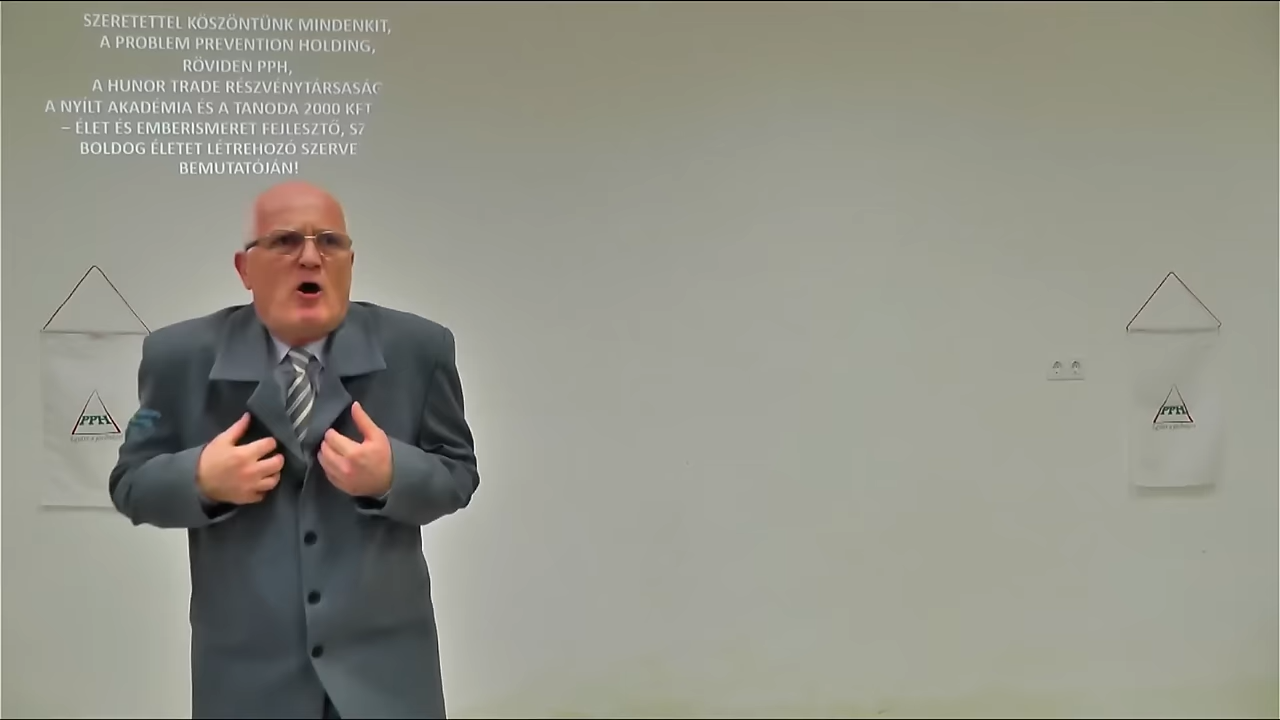 SZERETETTEL KÖSZÖNTÜNK MINDENKIT,
A PROBLEM PREVENTION HOLDING,
RÖVIDEN PPH,
A HUNOR TRADE RÉSZVÉNYTÁRSASÁG
A NYÍLT AKADÉMIA ÉS A TANODA 2000 KFT
– ÉLET ÉS EMBERISMERET FEJLESZTŐ,
BOLDOG ÉLETET LÉTREHOZÓ SZERVE
BEMUTATÓJÁN!
PPH
PPH